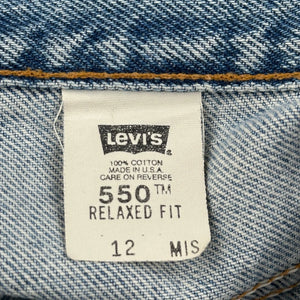 Levi's
100% COTTON
MADE IN U.S.A.
CARE ON REVERSE
550™
RELAXED FIT
12 MIS